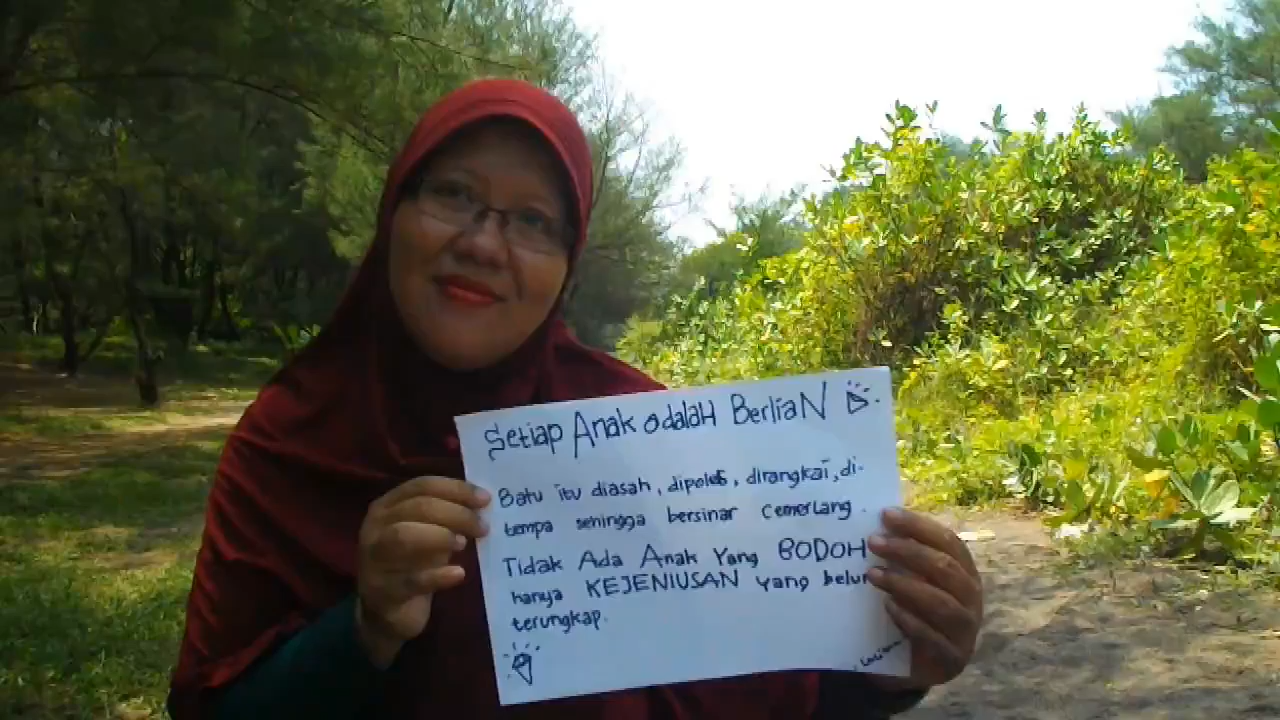 Setiap Anak adalaH BerliaN
Batu itu diasah, dipoles, dirangkai, di-
tempa sehingga bersinar cemerlang.
Tidak Ada Anak Yang BODOH
hanya KEJENIUSAN yang
terungkap.